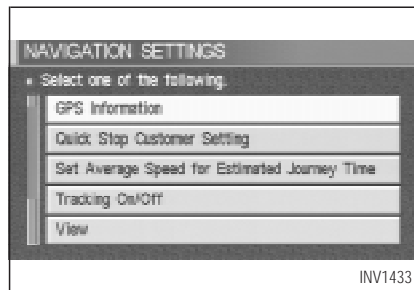 NAVIGATION SETTINGS
Select one of the following.
GPS Information
Quick Stop Customer Setting
Set Average Speed for Estimated Journey Time
Tracking On/Off
View
INV1433